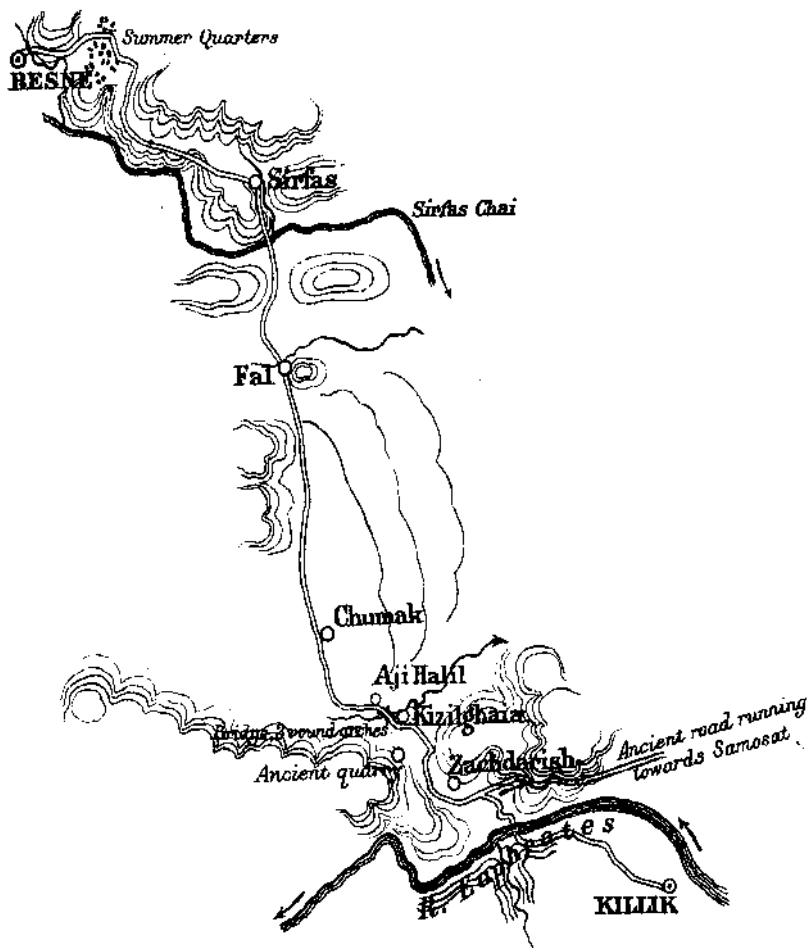 Summer Quarters
BESNE
Sirfas
Sirfas Chai
Fal
Chumak
Aji Halil
Kizilghaia
Bridge 3 round arches
Ancient quarry
Zachdarish
Ancient road running
towards Samosat
R. Euphrates
KILLIK